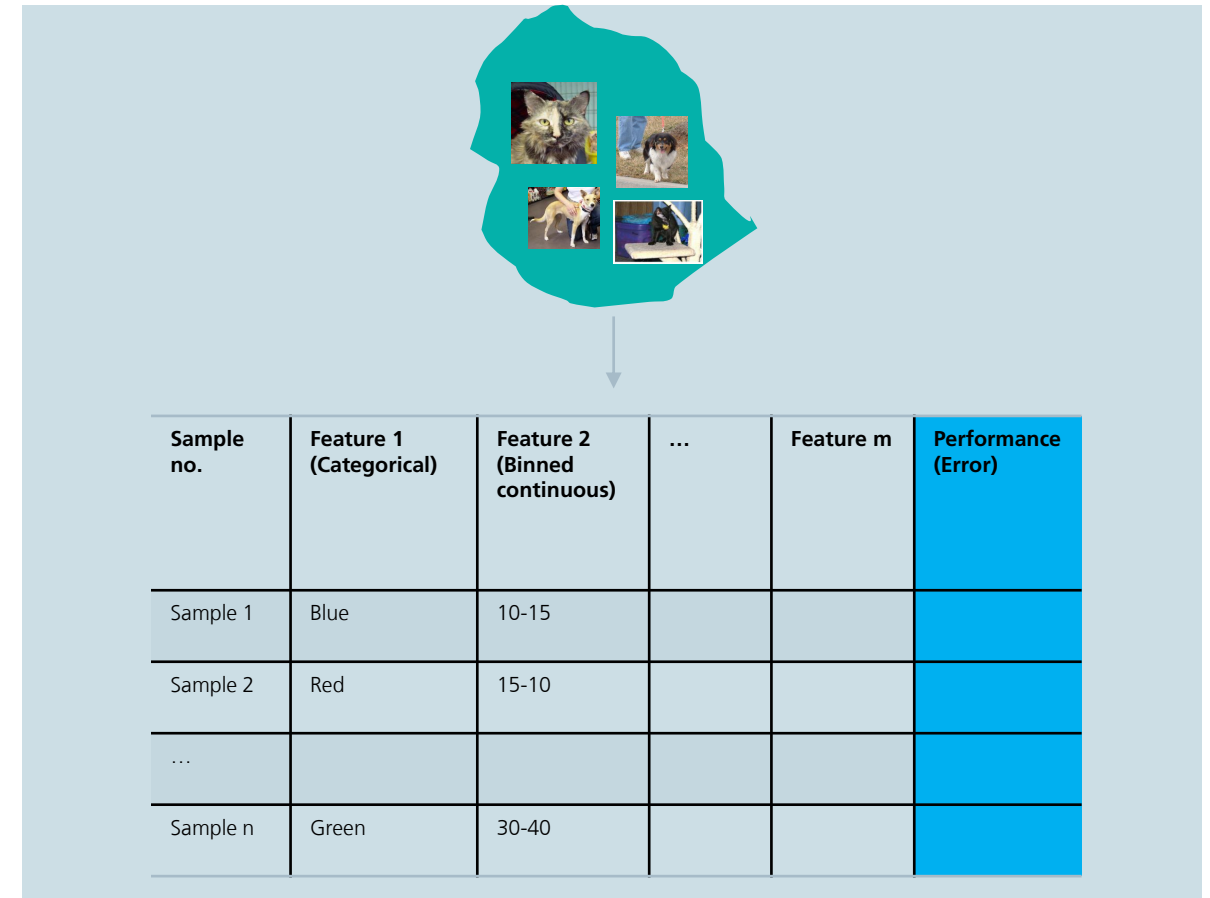 Sample no.
Feature 1 (Categorical)
Feature 2 (Binned continuous)
…
Feature m
Performance (Error)
Sample 1
Blue
10-15
Sample 2
Red
15-10
…
Sample n
Green
30-40